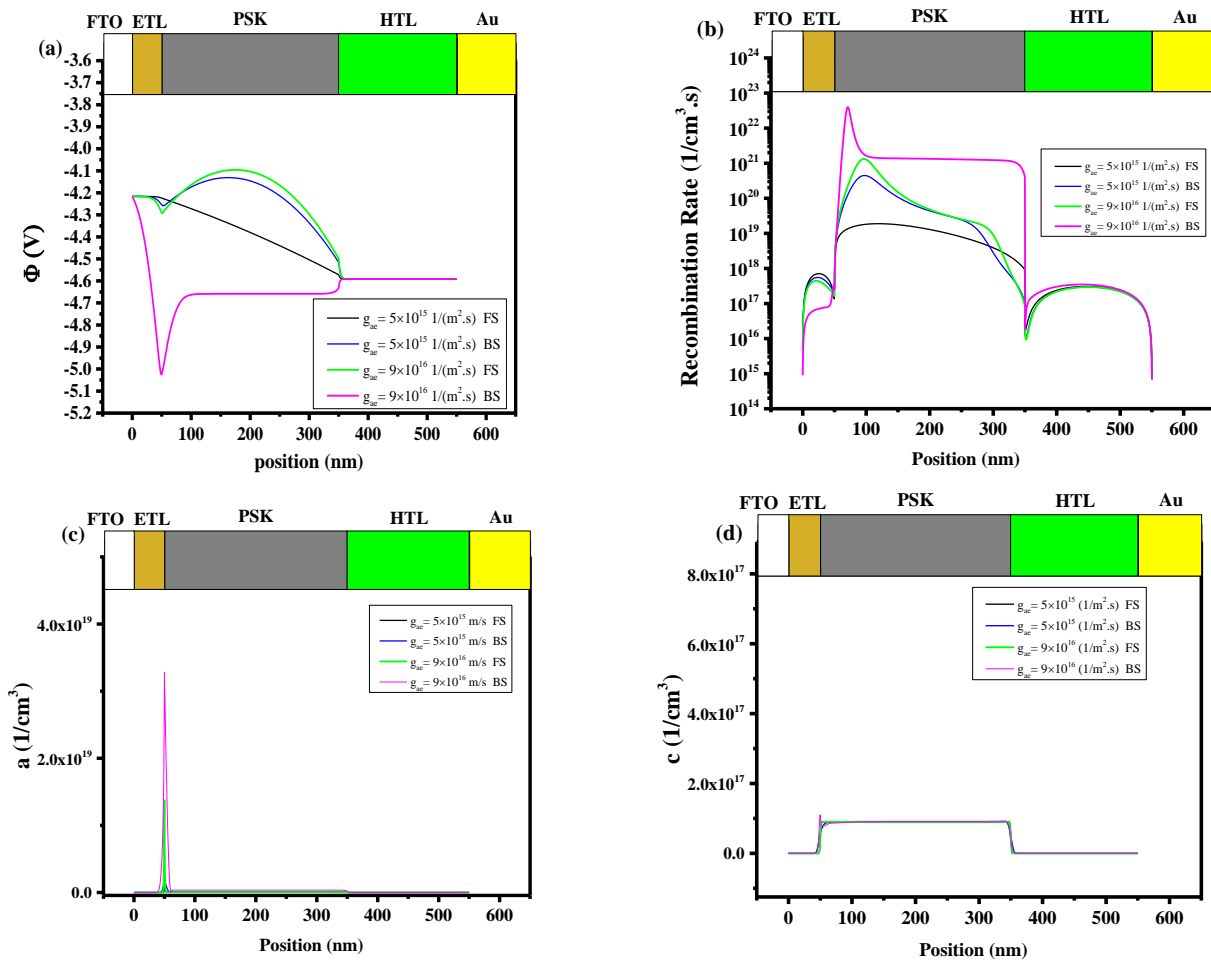 FTO ETL PSK HTL Au
(a)
-3.6
-3.7
-3.8
-3.9
-4.0
-4.1
-4.2
-4.3
-4.4
-4.5
-4.6
-4.7
-4.8
-4.9
-5.0
-5.1
-5.2
Φ (V)
g_ae= 5×10^15 1/(m^2.s) FS
g_ae= 5×10^15 1/(m^2.s) BS
g_ae= 9×10^16 1/(m^2.s) FS
g_ae= 9×10^16 1/(m^2.s) BS
0 100 200 300 400 500 600
position (nm)
FTO ETL PSK HTL Au
(b)
10^24
10^23
10^22
10^21
10^20
10^19
10^18
10^17
10^16
10^15
10^14
Recombination Rate (1/cm^3.s)
g_ae= 5×10^15 1/(m^2.s) FS
g_ae= 5×10^15 1/(m^2.s) BS
g_ae= 9×10^16 1/(m^2.s) FS
g_ae= 9×10^16 1/(m^2.s) BS
0 100 200 300 400 500 600
Position (nm)
FTO ETL PSK HTL Au
(c)
4.0x10^19
2.0x10^19
0.0
a (1/cm^3)
g_ae= 5×10^15 m/s FS
g_ae= 5×10^15 m/s BS
g_ae= 9×10^16 m/s FS
g_ae= 9×10^16 m/s BS
0 100 200 300 400 500 600
Position (nm)
FTO ETL PSK HTL Au
(d)
8.0x10^17
6.0x10^17
4.0x10^17
2.0x10^17
0.0
c (1/cm^3)
g_ae= 5×10^15 (1/m^2.s) FS
g_ae= 5×10^15 (1/m^2.s) BS
g_ae= 9×10^16 (1/m^2.s) FS
g_ae= 9×10^16 (1/m^2.s) BS
0 100 200 300 400 500 600
Position (nm)